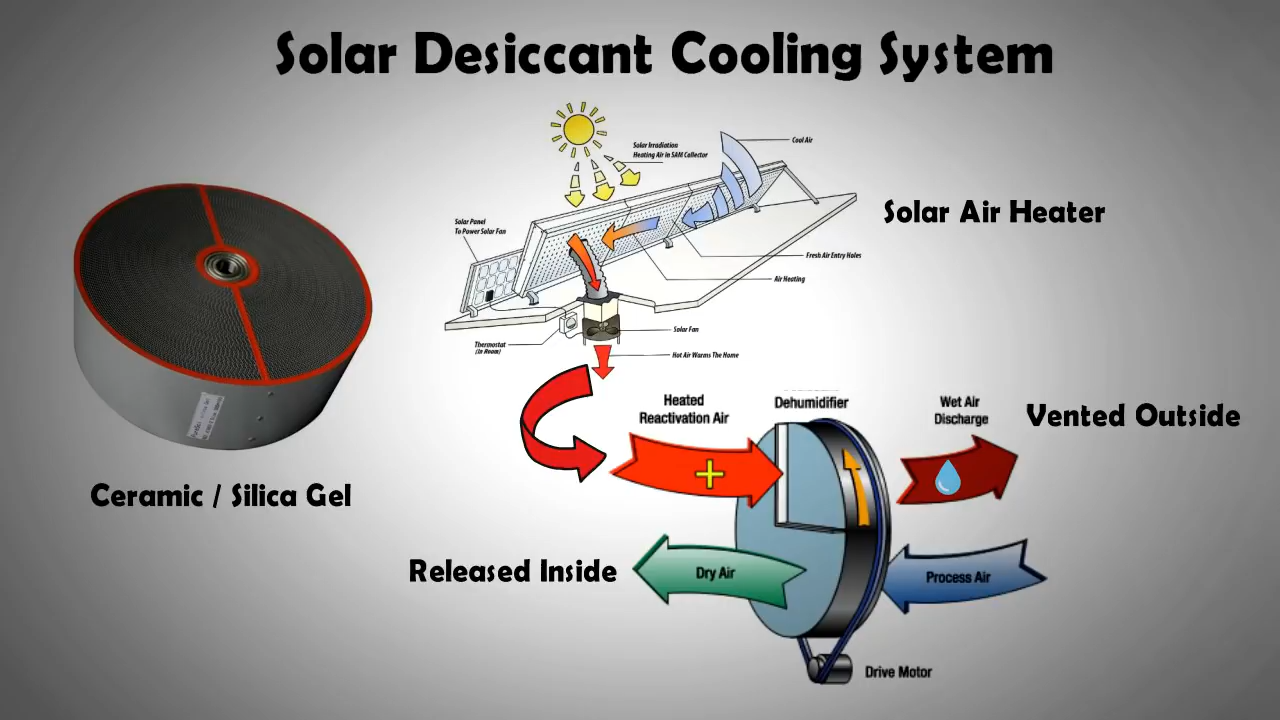 Solar Desiccant Cooling System
Solar Irradiation
Heating Air in SAM Collector
Cool Air
Solar Panel
To Power Solar Fan
Solar Air Heater
Fresh Air Entry Holes
Air Heating
Solar Fan
Thermostat
(In Room)
Hot Air Warms The Home
Heated
Reactivation Air
Dehumidifier
Wet Air
Discharge
Vented Outside
Ceramic / Silica Gel
Released Inside
Dry Air
Process Air
Drive Motor